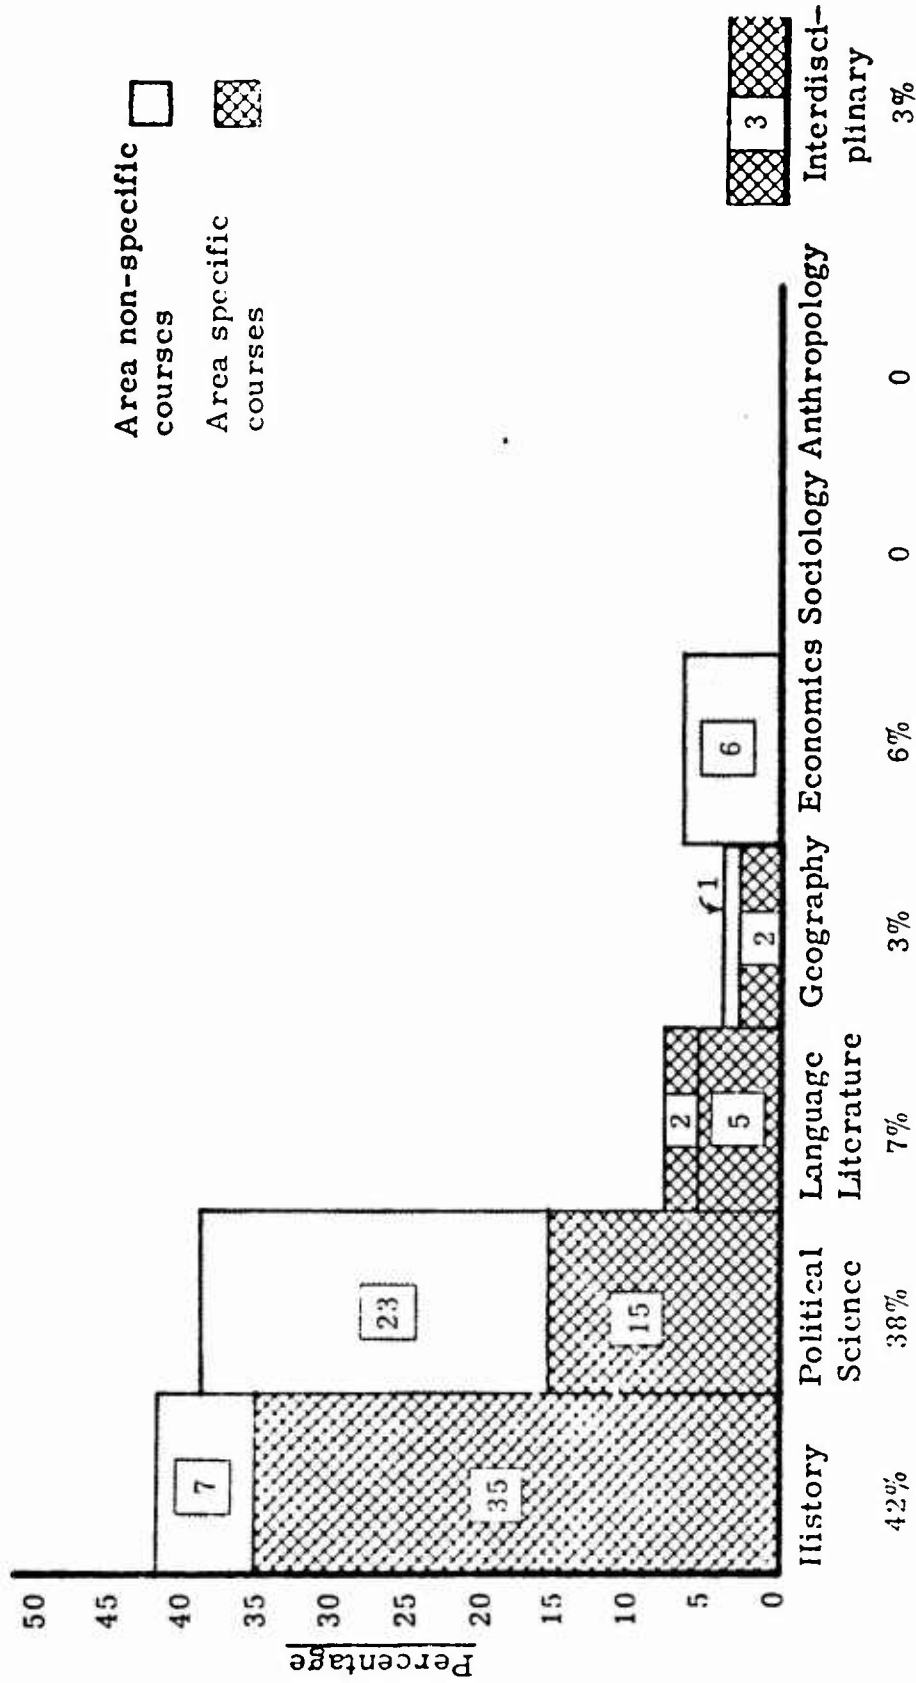 Area non-specific
courses
Area specific
courses
Percentage
50
45
40
35
25
20
15
10
5
0
7
35
23
15
2
5
1
2
6
3
History
Political
Science
Language
Literature
Geography
Economics
Sociology
Anthropology
Interdisci-
plinary
42%
38%
7%
3%
6%
0
0
3%